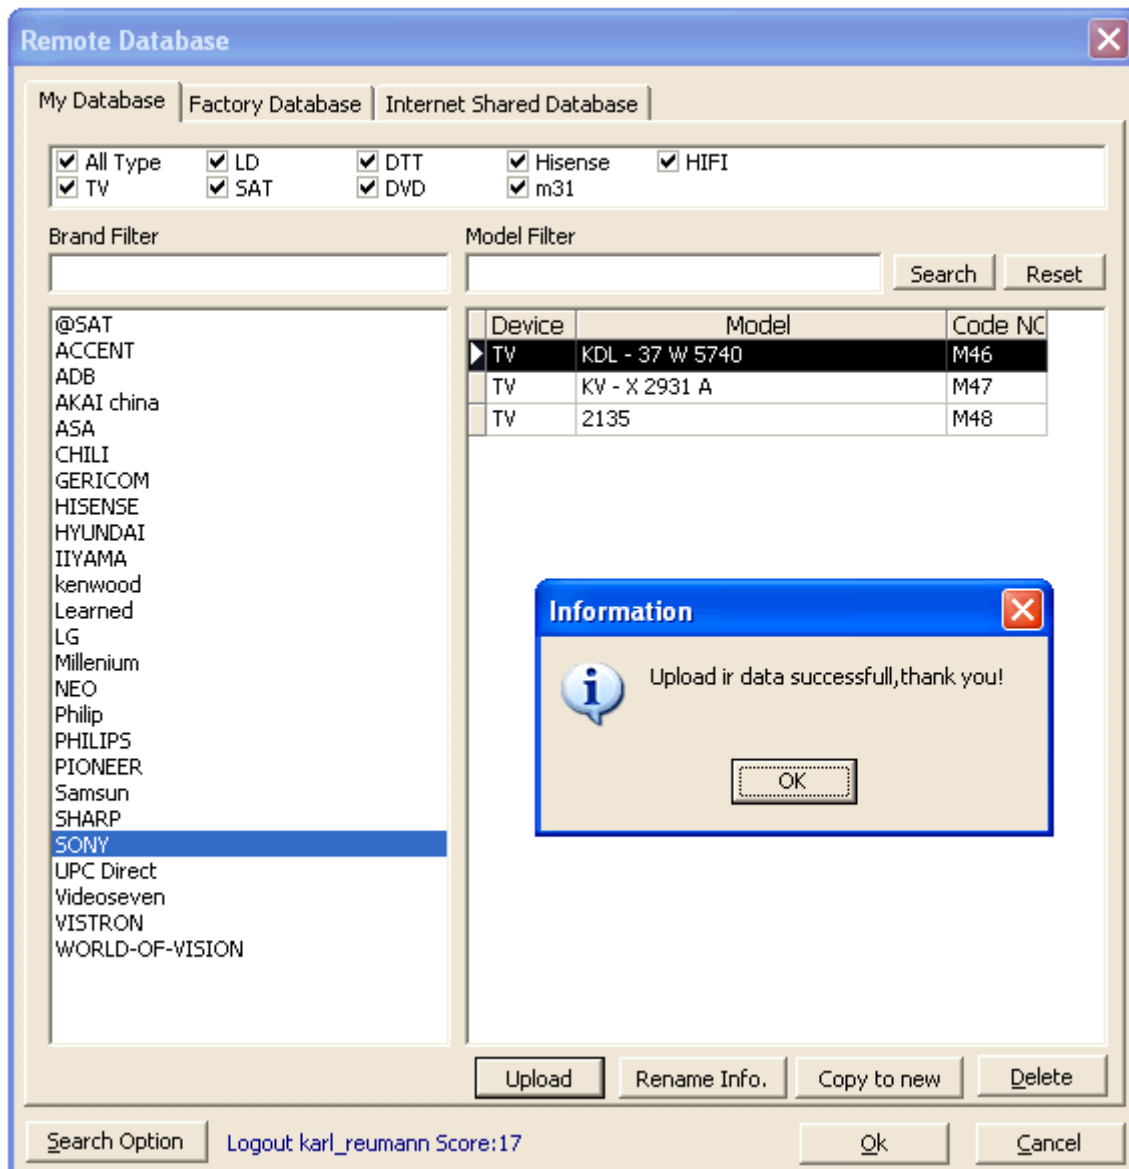 Remote Database
My Database Factory Database Internet Shared Database
All Type LD DTT Hisense HIFI
TV SAT DVD m31
Brand Filter Model Filter
Search Reset
@SAT
ACCENT
ADB
AKAI china
ASA
CHILI
GERICOM
HISENSE
HYUNDAI
IIYAMA
kenwood
Learned
LG
Millenium
NEO
Philip
PHILIPS
PIONEER
Samsun
SHARP
SONY
UPC Direct
Videoseven
VISTRON
WORLD-OF-VISION
Device Model Code NO
TV KDL - 37 W 5740 M46
TV KV - X 2931 A M47
TV 2135 M48
Information
Upload ir data successfull,thank you!
OK
Upload Rename Info. Copy to new Delete
Search Option Logout karl_reumann Score:17 Ok Cancel